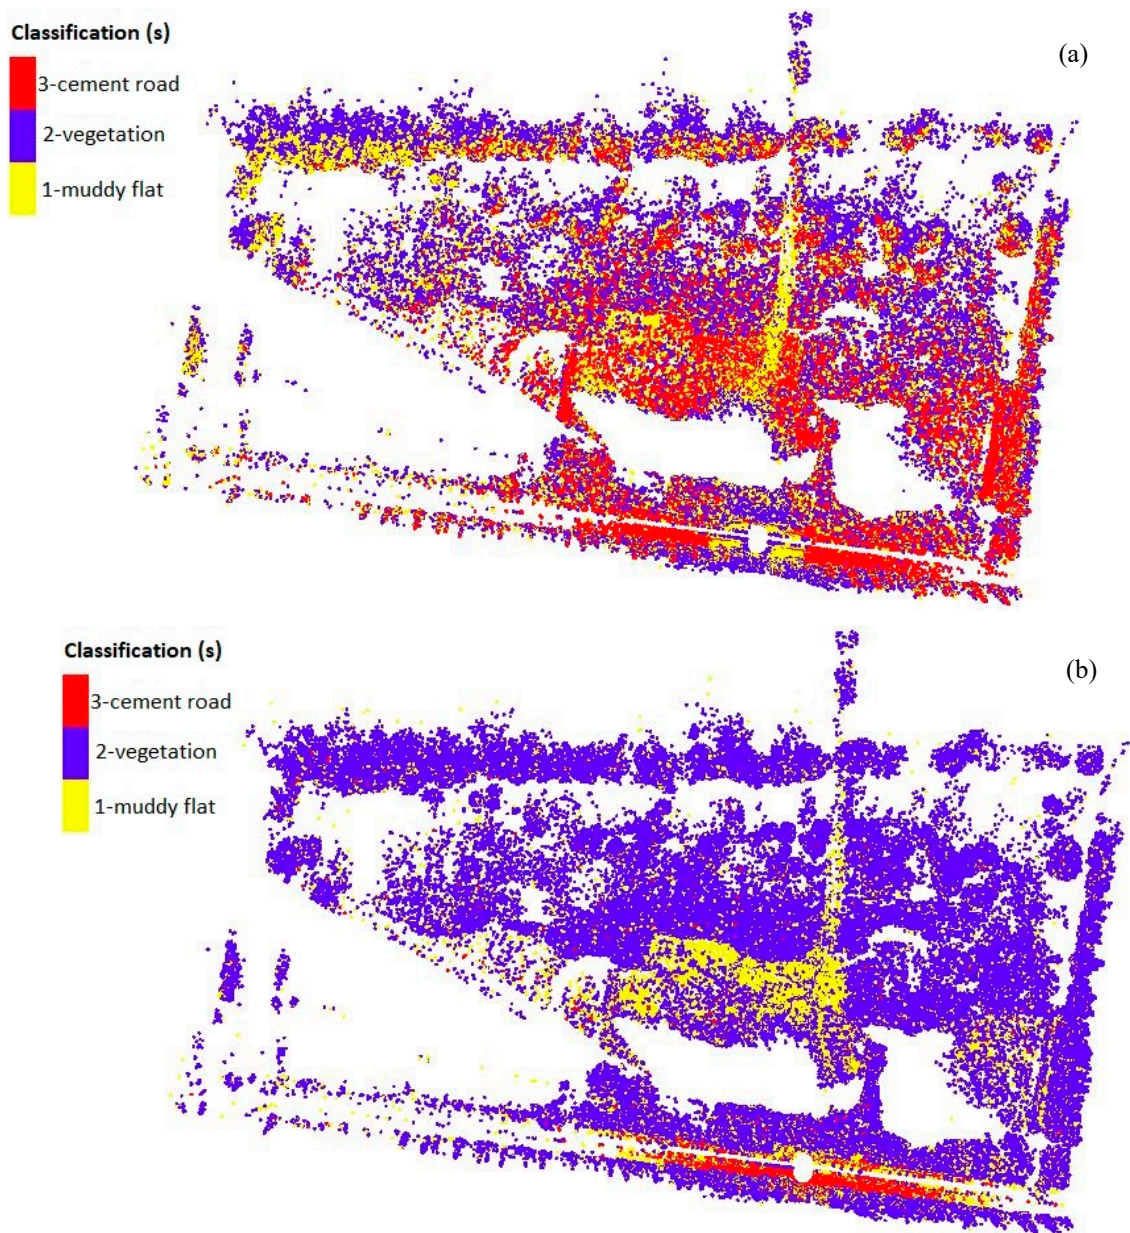 Classification (s)
(a)
3-cement road
2-vegetation
1-muddy flat
Classification (s)
(b)
3-cement road
2-vegetation
1-muddy flat